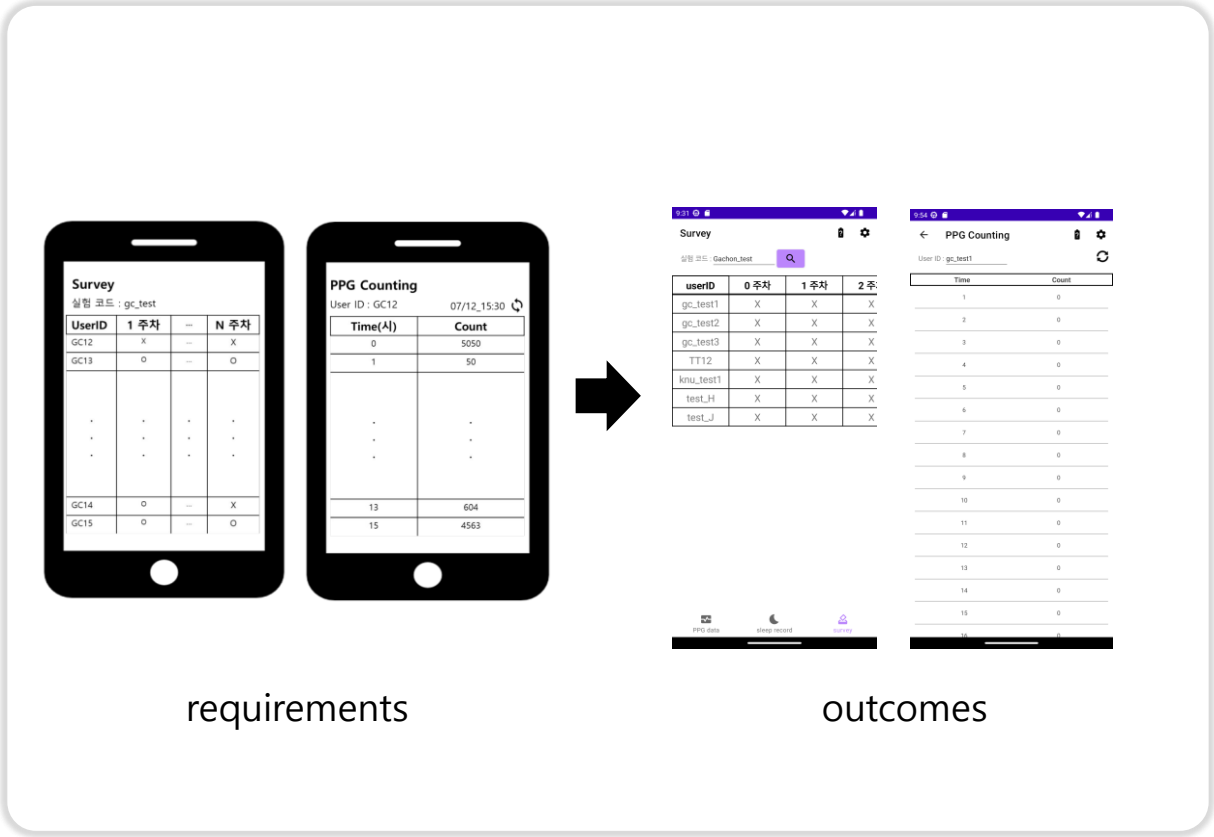 Survey
실험 코드 : gc_test
UserID 1 주차 ... N 주차
GC12 X ... X
GC13 O ... O
. . . .
. . . .
. . . .
GC14 O ... X
GC15 O ... O
PPG Counting
User ID : GC12 07/12_15:30
Time(시) Count
0 5050
1 50
. .
. .
. .
13 604
15 4563
9:31
Survey
실험 코드 : Gachon_test
userID 0 주차 1 주차 2 주
gc_test1 X X X
gc_test2 X X X
gc_test3 X X X
TT12 X X X
knu_test1 X X X
test_H X X X
test_J X X X
PPG data sleep record survey
9:54
PPG Counting
User ID : gc_test1
Time Count
1 0
2 0
3 0
4 0
5 0
6 0
7 0
8 0
9 0
10 0
11 0
12 0
13 0
14 0
15 0
16 0
requirements
outcomes